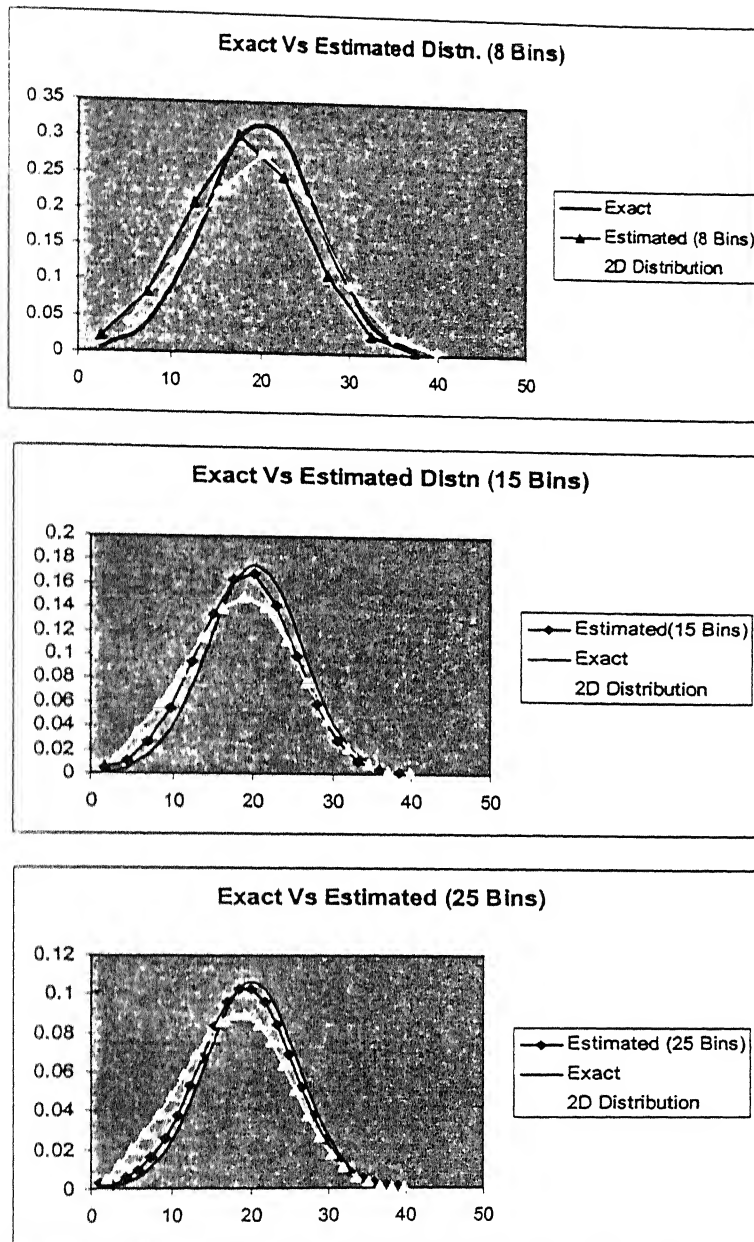 Exact Vs Estimated Distn. (8 Bins)
0.35
0.3
0.25
0.2
0.15
0.1
0.05
0
0 10 20 30 40 50
Exact
Estimated (8 Bins)
2D Distribution
Exact Vs Estimated Distn (15 Bins)
0.2
0.18
0.16
0.14
0.12
0.1
0.08
0.06
0.04
0.02
0
0 10 20 30 40 50
Estimated(15 Bins)
Exact
2D Distribution
Exact Vs Estimated (25 Bins)
0.12
0.1
0.08
0.06
0.04
0.02
0
0 10 20 30 40 50
Estimated (25 Bins)
Exact
2D Distribution